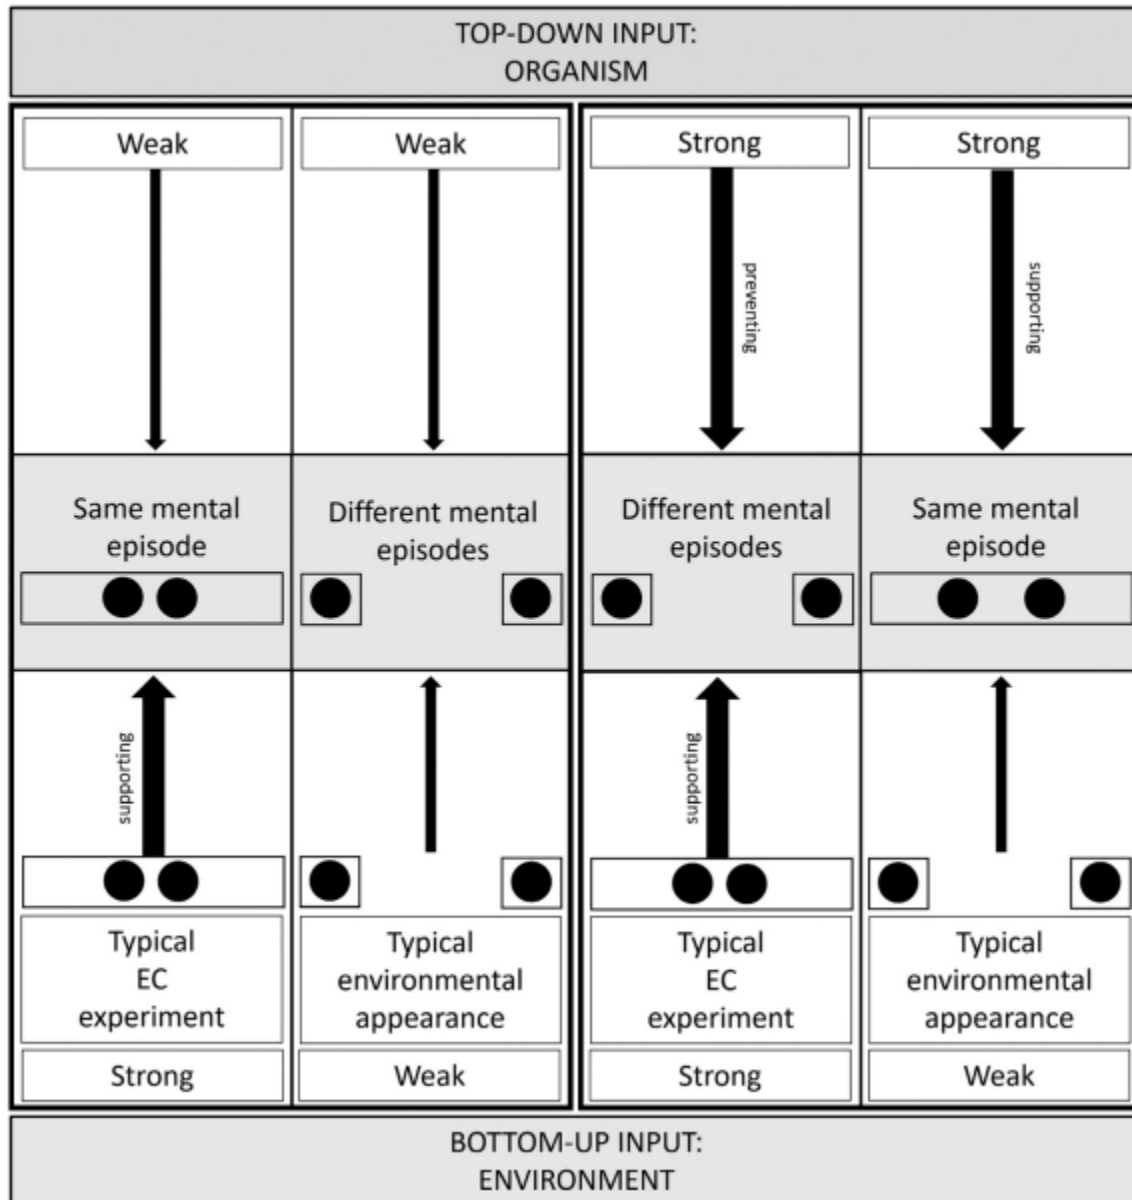 TOP-DOWN INPUT:
ORGANISM
Weak
Weak
Strong
Strong
preventing
supporting
Same mental
episode
Different mental
episodes
Different mental
episodes
Same mental
episode
supporting
supporting
Typical
EC
experiment
Typical
environmental
appearance
Typical
EC
experiment
Typical
environmental
appearance
Strong
Weak
Strong
Weak
BOTTOM-UP INPUT:
ENVIRONMENT